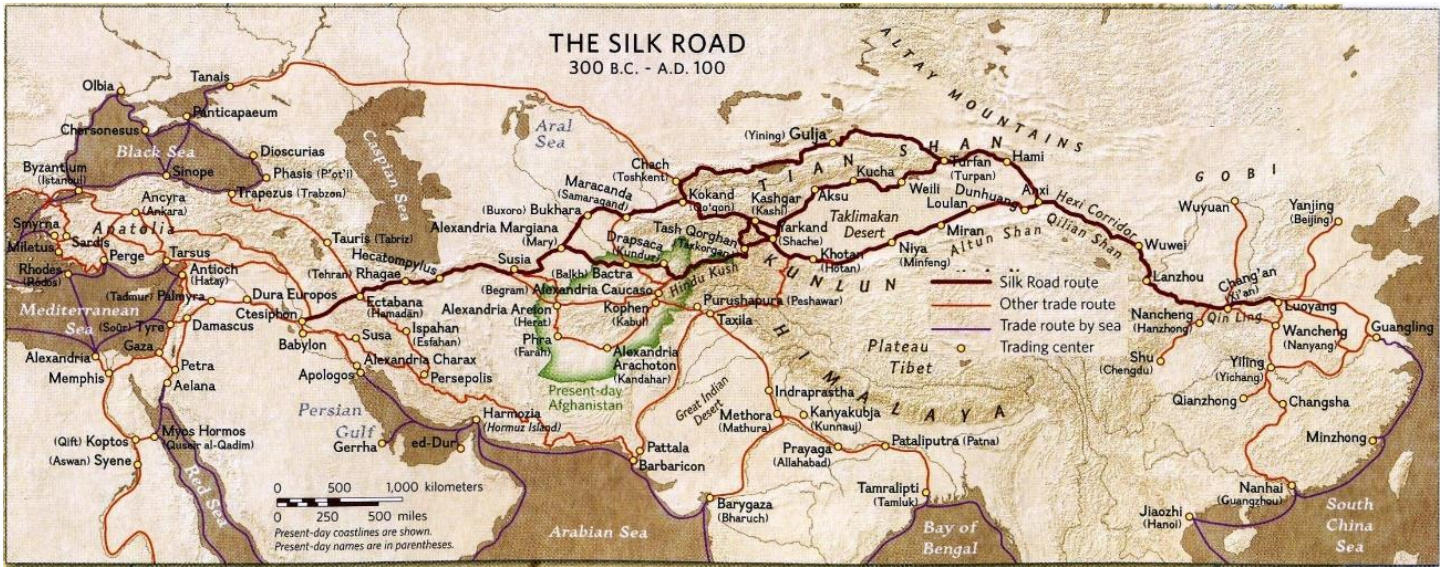 THE SILK ROAD
300 B.C. - A.D. 100
ALTAY MOUNTAINS
Olbia
Tanais
Panticapaeum
Chersonesus
Black Sea
Dioscurias
Phasis (P'ot'i)
Sinope
Trapezus (Trabzon)
Byzantium
(Istanbul)
Caspian Sea
Aral
Sea
Ancyra
(Ankara)
Anatolia
Smyrna
Sardis
Miletus
Perge
Tarsus
Rhodes
(Ródos)
Antioch
(Hatay)
Mediterranean
Sea
(Tadmur) Palmyra
Dura Europos
(Soûr) Tyre
Damascus
Ctesiphon
Babylon
Gaza
Alexandria
Memphis
Petra
Aelana
(Qift) Koptos
(Aswan) Syene
Myos Hormos
(Quseir al-Qadim)
Red Sea
Tauris (Tabriz)
Hecatompylus
(Tehran) Rhagae
Ectabana
(Hamadan)
Susa
Ispahan
(Esfahan)
Alexandria Charax
Persepolis
Apologos
Persian
Gulf
Gerrha
ed-Dur
Harmozia
(Hormuz Island)
Chach
(Toshkent)
Maracanda
(Samarqand)
(Buxoro) Bukhara
Alexandria Margiana
(Mary)
Susia
Drapsaca
(Kunduz)
(Balkh) Bactra
(Begram) Alexandria Caucaso
Alexandria Areion
(Herat)
Kophen
(Kabul)
Phra
(Farah)
Alexandria
Arachoton
(Kandahar)
Present-day
Afghanistan
Hindu Kush
Purushapura (Peshawar)
Taxila
(Yining) Gulja
TIAN SHAN
Kokand
(Qo'qon)
Kashgar
(Kashi)
Tash Qorghan
(Taxkorgan)
Yarkand
(Shache)
Aksu
Kucha
Weili
Turfan
(Turpan)
Hami
Dunhuang
Loulan
Anxi
Taklimakan
Desert
Miran
Niya
(Minfeng)
Khotan
(Hotan)
Altun Shan
KUNLUN
Hexi Corridor
Qilian Shan
GOBI
Wuyuan
Yanjing
(Beijing)
Wuwei
Lanzhou
Chang'an
(Xi'an)
Luoyang
Nancheng
(Hanzhong)
Qin Ling
Wancheng
(Nanyang)
Guangling
Shu
(Chengdu)
Yiling
(Yichang)
Qianzhong
Changsha
Minzhong
Nanhai
(Guangzhou)
Jiaozhi
(Hanoi)
South
China
Sea
Silk Road route
Other trade route
Trade route by sea
Trading center
Plateau
Tibet
HIMALAYA
Great Indian
Desert
Indraprastha
Methora
(Mathura)
Kanyakubja
(Kunnauj)
Prayaga
(Allahabad)
Pataliputra (Patna)
Tamralipti
(Tamluk)
Pattala
Barbaricon
Barygaza
(Bharuch)
Arabian Sea
Bay of
Bengal
0 500 1,000 kilometers
0 250 500 miles
Present-day coastlines are shown.
Present-day names are in parentheses.